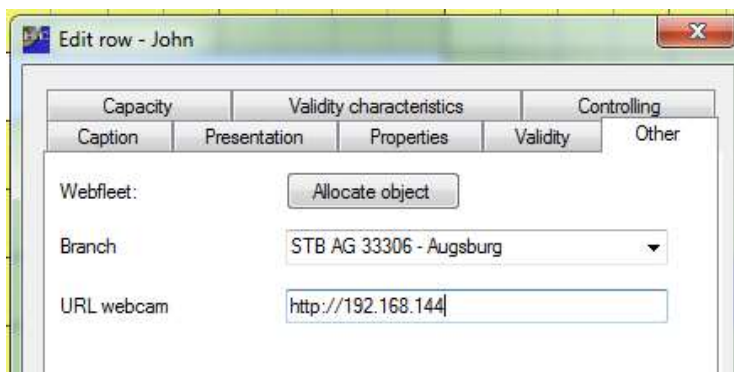 Edit row - John
Capacity Validity characteristics Controlling
Caption Presentation Properties Validity Other
Webfleet: Allocate object
Branch STB AG 33306 - Augsburg
URL webcam http://192.168.144